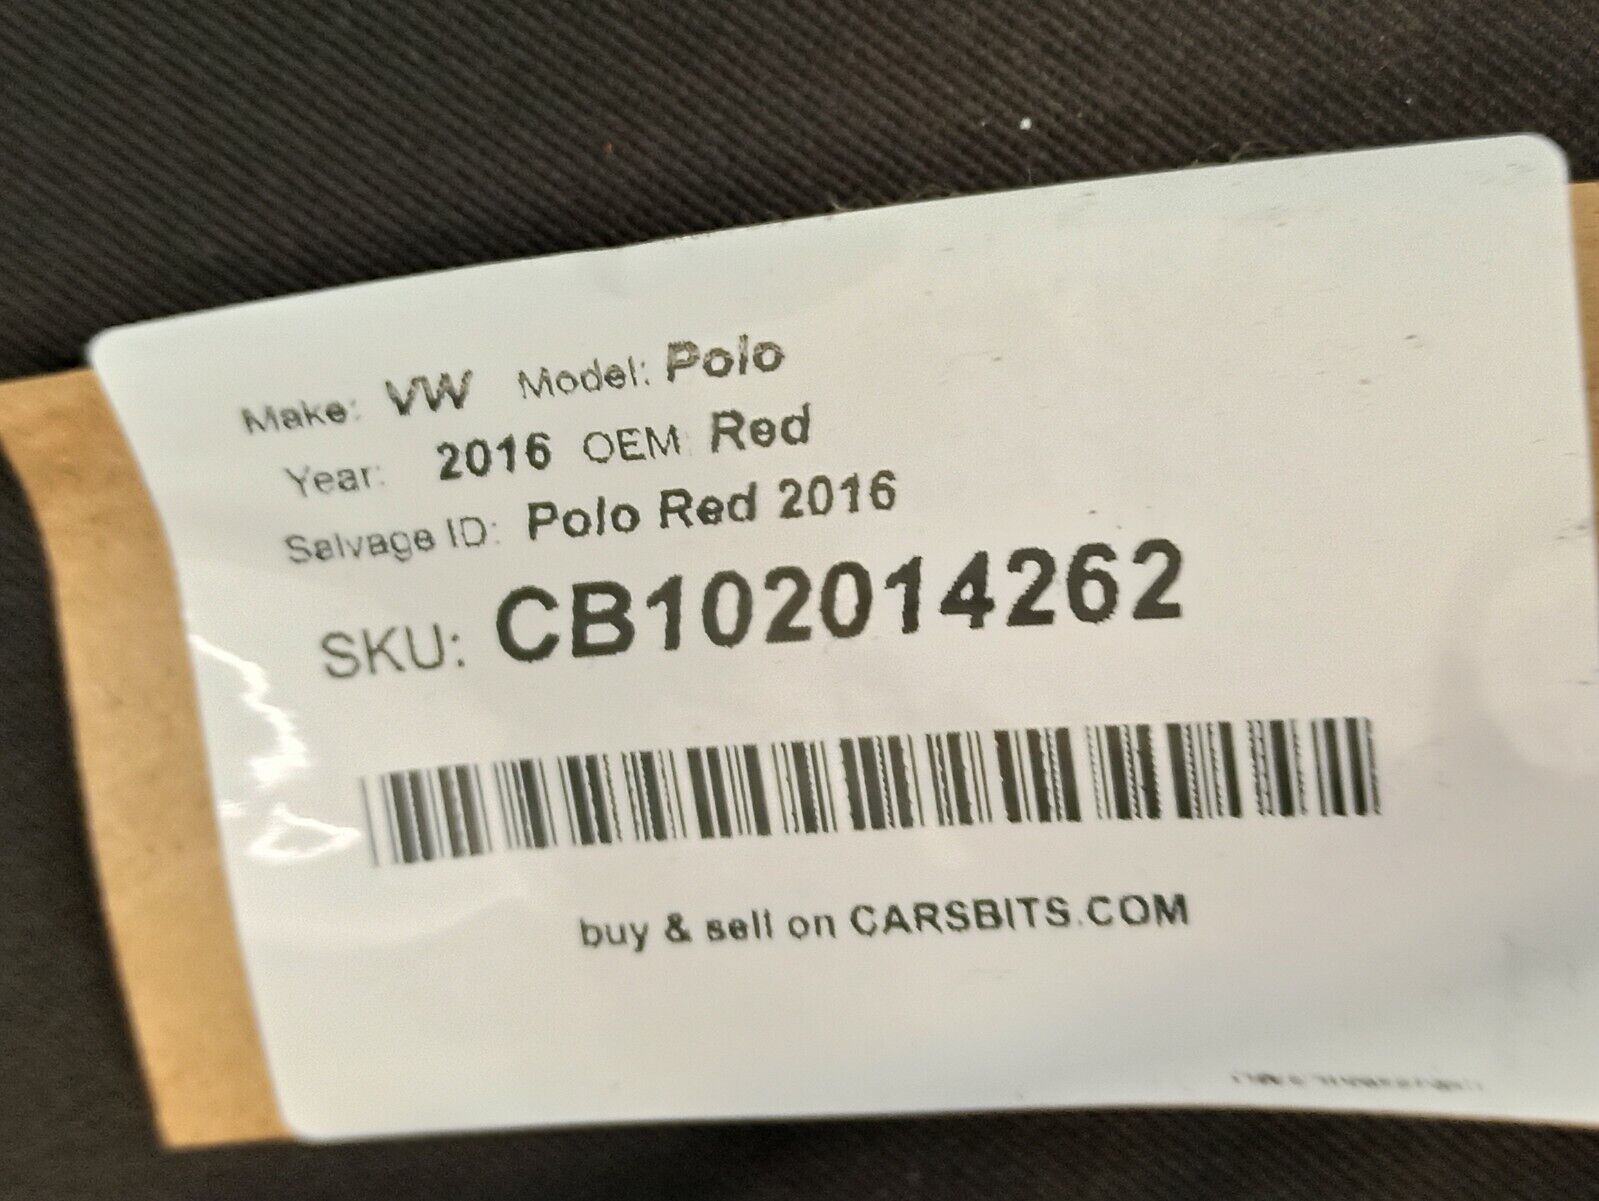 Make: VW Model: Polo
Year: 2016 OEM: Red
Salvage ID: Polo Red 2016
SKU: CB102014262
buy & sell on CARSBITS.COM